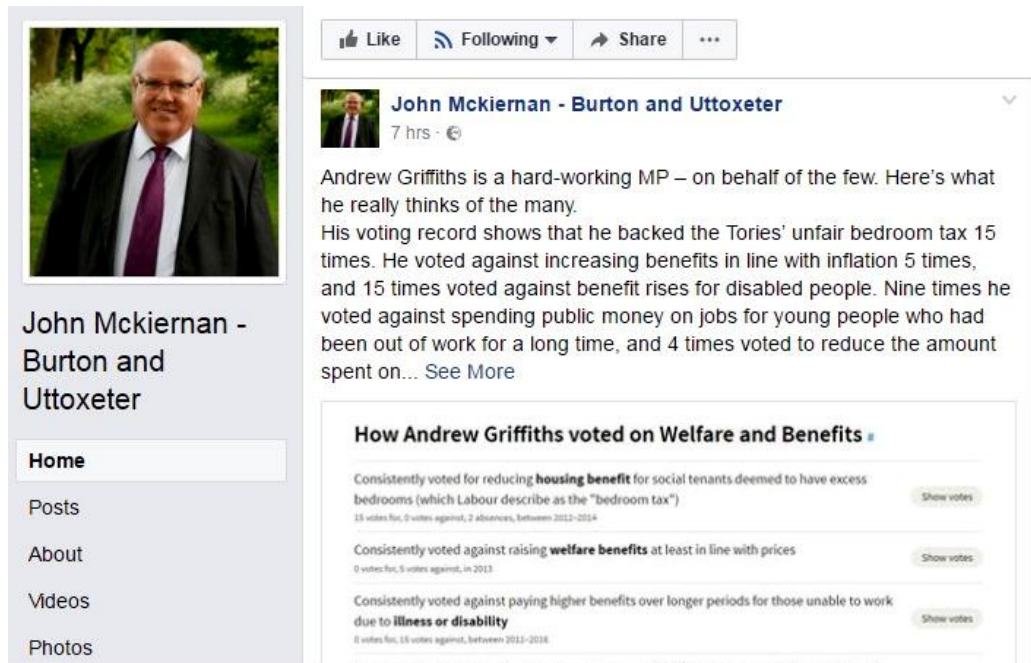 Like
Following
Share
John Mckiernan - Burton and Uttoxeter
7 hrs ·
Andrew Griffiths is a hard-working MP – on behalf of the few. Here's what
he really thinks of the many.
His voting record shows that he backed the Tories' unfair bedroom tax 15
times. He voted against increasing benefits in line with inflation 5 times,
and 15 times voted against benefit rises for disabled people. Nine times he
voted against spending public money on jobs for young people who had
been out of work for a long time, and 4 times voted to reduce the amount
spent on... See More
How Andrew Griffiths voted on Welfare and Benefits #
Consistently voted for reducing housing benefit for social tenants deemed to have excess
bedrooms (which Labour describe as the "bedroom tax")
15 votes for, 0 votes against, 2 absences, between 2012–2014
Show votes
Consistently voted against raising welfare benefits at least in line with prices
0 votes for, 5 votes against, in 2013
Show votes
Consistently voted against paying higher benefits over longer periods for those unable to work
due to illness or disability
0 votes for, 15 votes against, between 2011–2016
Show votes
John Mckiernan -
Burton and
Uttoxeter
Home
Posts
About
Videos
Photos